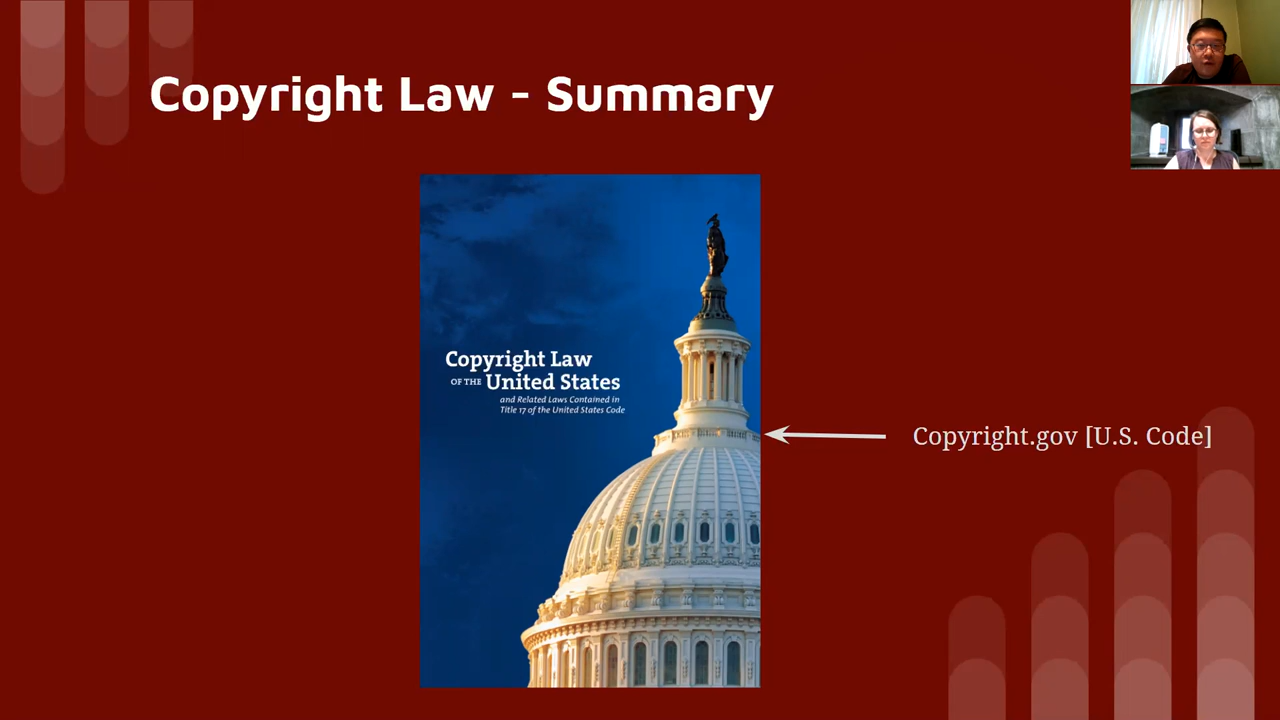 Copyright Law - Summary
Copyright Law
OF THE United States
and Related Laws Contained in
Title 17 of the United States Code
Copyright.gov [U.S. Code]